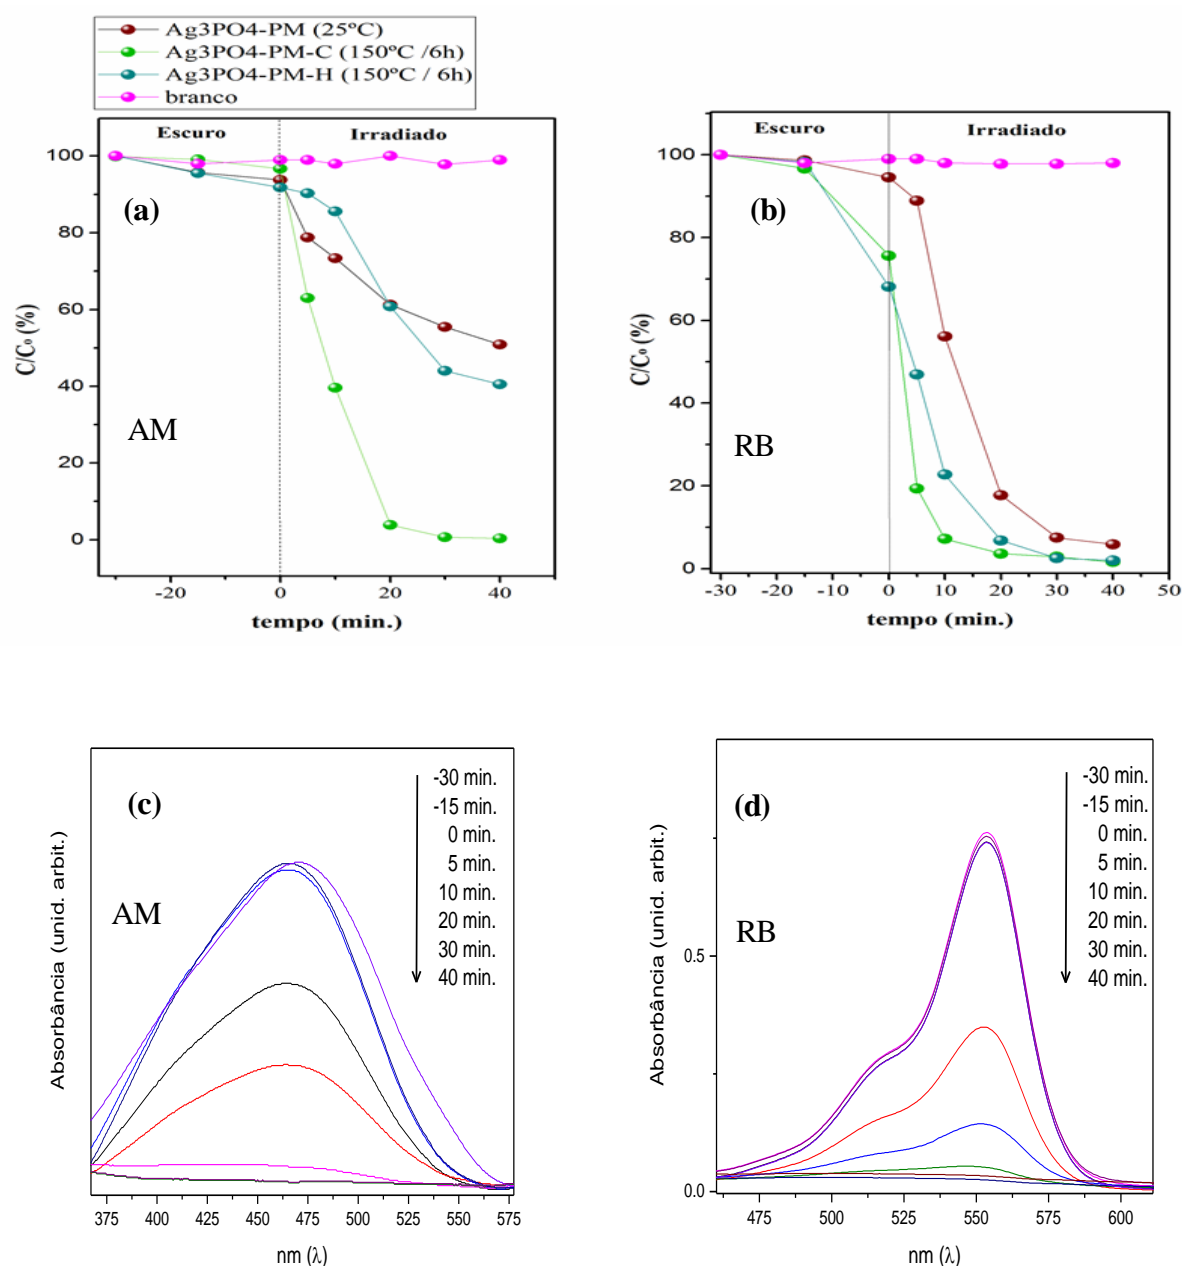 Ag3PO4-PM (25ºC)
Ag3PO4-PM-C (150ºC /6h)
Ag3PO4-PM-H (150ºC / 6h)
branco
Escuro
Irradiado
100
80
60
40
20
0
(a)
AM
C/C₀ (%)
-20
0
20
40
tempo (min.)
Escuro
Irradiado
100
80
60
40
20
0
(b)
RB
C/C₀ (%)
-30
-20
-10
0
10
20
30
40
50
tempo (min.)
(c)
AM
-30 min.
-15 min.
0 min.
5 min.
10 min.
20 min.
30 min.
40 min.
Absorbância (unid. arbit.)
375
400
425
450
475
500
525
550
575
nm (λ)
(d)
RB
-30 min.
-15 min.
0 min.
5 min.
10 min.
20 min.
30 min.
40 min.
Absorbância (unid. arbit.)
0.5
0.0
475
500
525
550
575
600
nm (λ)